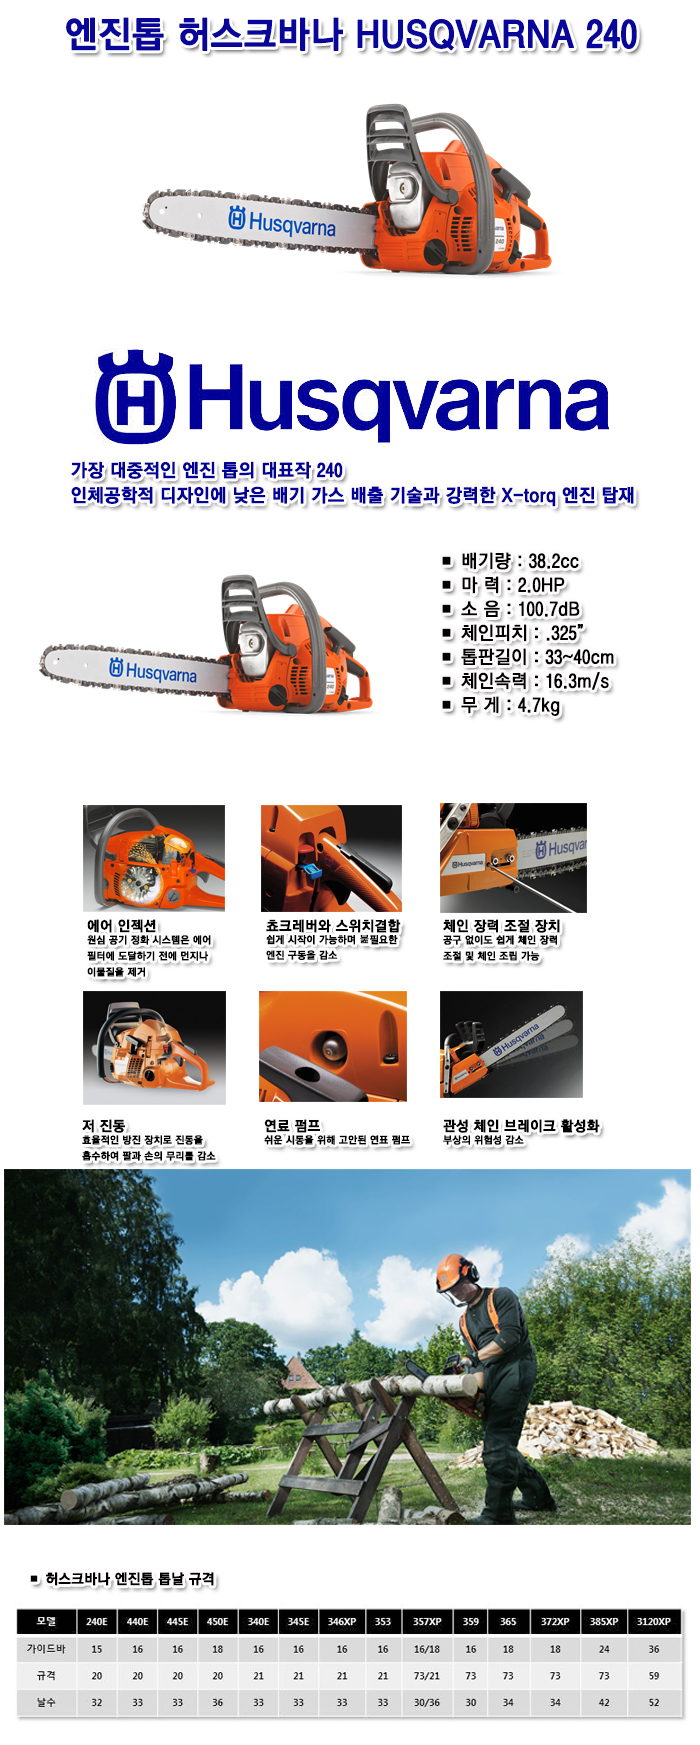 엔진톱 허스크바나 HUSQVARNA 240
Husqvarna
240
H Husqvarna
가장 대중적인 엔진 톱의 대표작 240
인체공학적 디자인에 낮은 배기 가스 배출 기술과 강력한 X-torq 엔진 탑재
Husqvarna
■ 배기량 : 38.2cc
■ 마 력 : 2.0HP
■ 소 음 : 100.7dB
■ 체인피치 : .325”
■ 톱판길이 : 33~40cm
■ 체인속력 : 16.3m/s
■ 무 게 : 4.7kg
Husqvarna Husqvar
에어 인젝션
원심 공기 정화 시스템은 에어
필터에 도달하기 전에 먼지나
이물질을 제거
쵸크레버와 스위치결합
쉽게 시작이 가능하며 불필요한
엔진 구동을 감소
체인 장력 조절 장치
공구 없이도 쉽게 체인 장력
조절 및 체인 조립 가능
Husqvarna
저 진동
효율적인 방진 장치로 진동을
흡수하여 팔과 손의 무리를 감소
연료 펌프
쉬운 시동을 위해 고안된 연료 펌프
관성 체인 브레이크 활성화
부상의 위험성 감소
■ 허스크바나 엔진톱 톱날 규격
모델 240E 440E 445E 450E 340E 345E 346XP 353 357XP 359 365 372XP 385XP 3120XP
가이드바 15 16 16 18 16 16 16 16 16/18 16 18 18 24 36
규격 20 20 20 20 21 21 21 21 73/21 73 73 73 73 59
날수 32 33 33 36 33 33 33 33 30/36 30 34 34 42 52